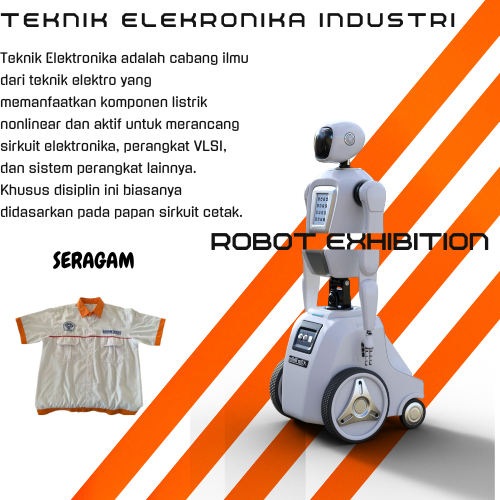 TEKNIK ELEKRONIKA INDUSTRI
Teknik Elektronika adalah cabang ilmu
dari teknik elektro yang
memanfaatkan komponen listrik
nonlinear dan aktif untuk merancang
sirkuit elektronika, perangkat VLSI,
dan sistem perangkat lainnya.
Khusus disiplin ini biasanya
didasarkan pada papan sirkuit cetak.
ROBOT EXHIBITION
SERAGAM